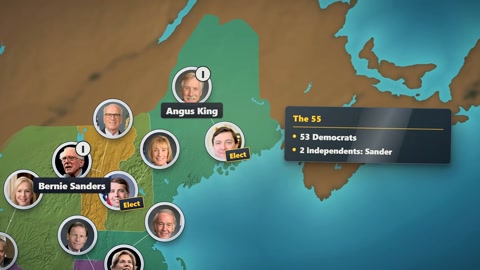 I
Angus King
Elect
I
Bernie Sanders
Elect
The 55
• 53 Democrats
• 2 Independents: Sander